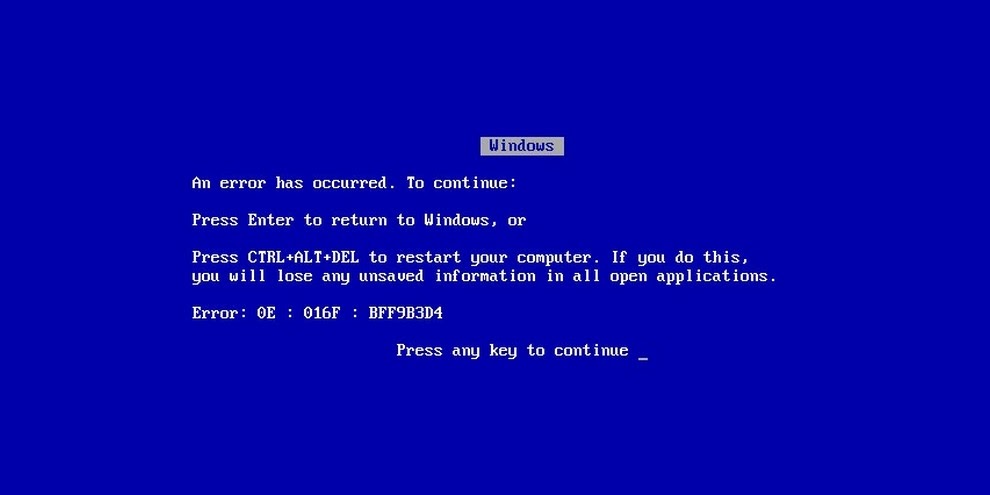 Windows
An error has occurred. To continue:
Press Enter to return to Windows, or
Press CTRL+ALT+DEL to restart your computer. If you do this,
you will lose any unsaved information in all open applications.
Error: 0E : 016F : BFF9B3D4
Press any key to continue _